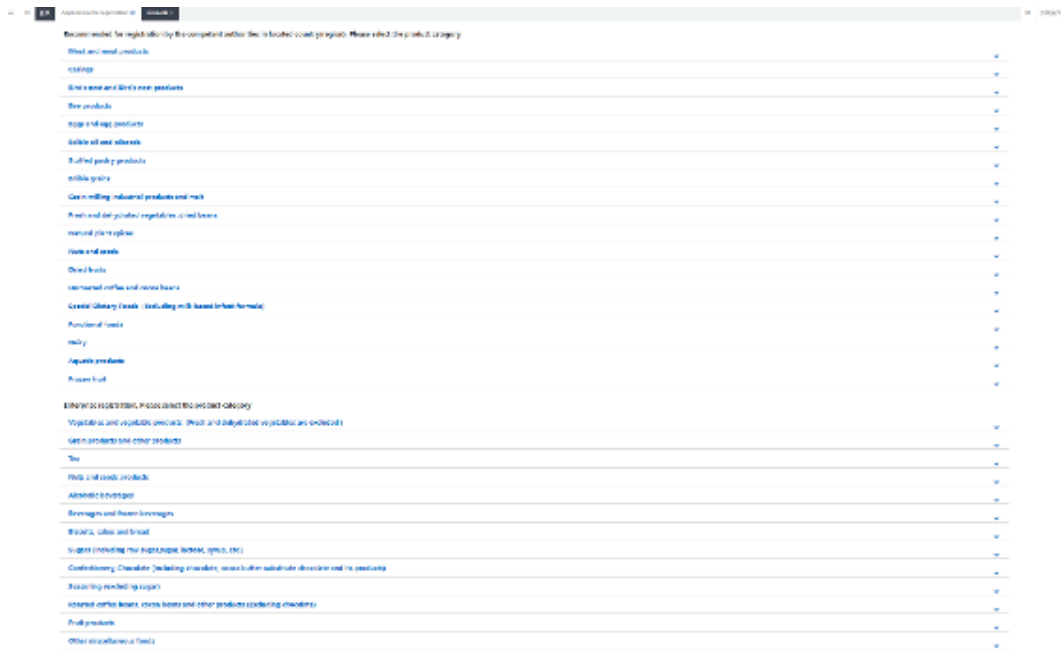 Recommended for registration by the competent authorities in located country(region). Please select the product category
Meat and meat products
Casings
Bird's nest and Bird's nest products
Bee products
Eggs and egg products
Edible oil and oilseeds
Stuffed pastry products
Edible grains
Grain milling industrial products and malt
Fresh and dehydrated vegetables, dried beans
Natural plant spices
Nuts and seeds
Dried fruits
Unroasted coffee and cocoa beans
Special Dietary Foods (Excluding milk-based infant formula)
Functional foods
Dairy
Aquatic products
Frozen fruit
Enterprise registration, Please select the product category
Vegetables and vegetable products (Fresh and dehydrated vegetables are excluded)
Grain products and other products
Tea
Nuts and seeds products
Alcoholic beverages
Beverages and frozen beverages
Biscuits, cakes and bread
Sugars (including raw sugar, sugar, lactose, syrup, etc.)
Confectionery, Chocolate (including chocolate, cocoa butter substitute chocolate and its products)
Seasoning (excluding sugar)
Roasted coffee beans, cocoa beans and other products (excluding chocolate)
Fruit products
Other miscellaneous foods